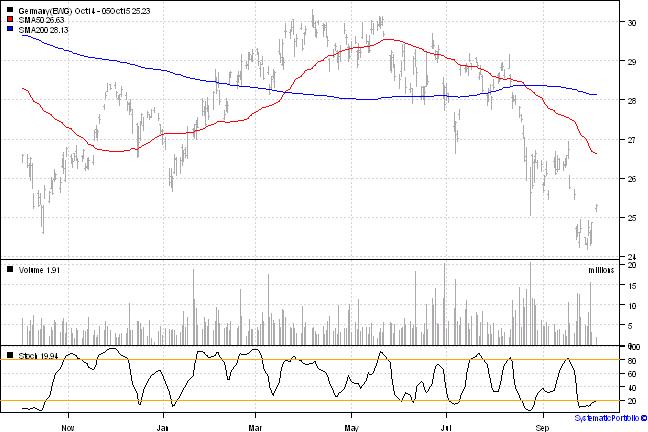 Germany(EWG) Oct14 - 05Oct15 25.23
SMA50 26.63
SMA200 28.13
30
29
28
27
26
25
24
Volume 1.91
millions
20
15
10
5
0
Stoch 19.94
100
80
60
40
20
Nov
Jan
Mar
May
Jul
Sep
SystematicPortfolio ©